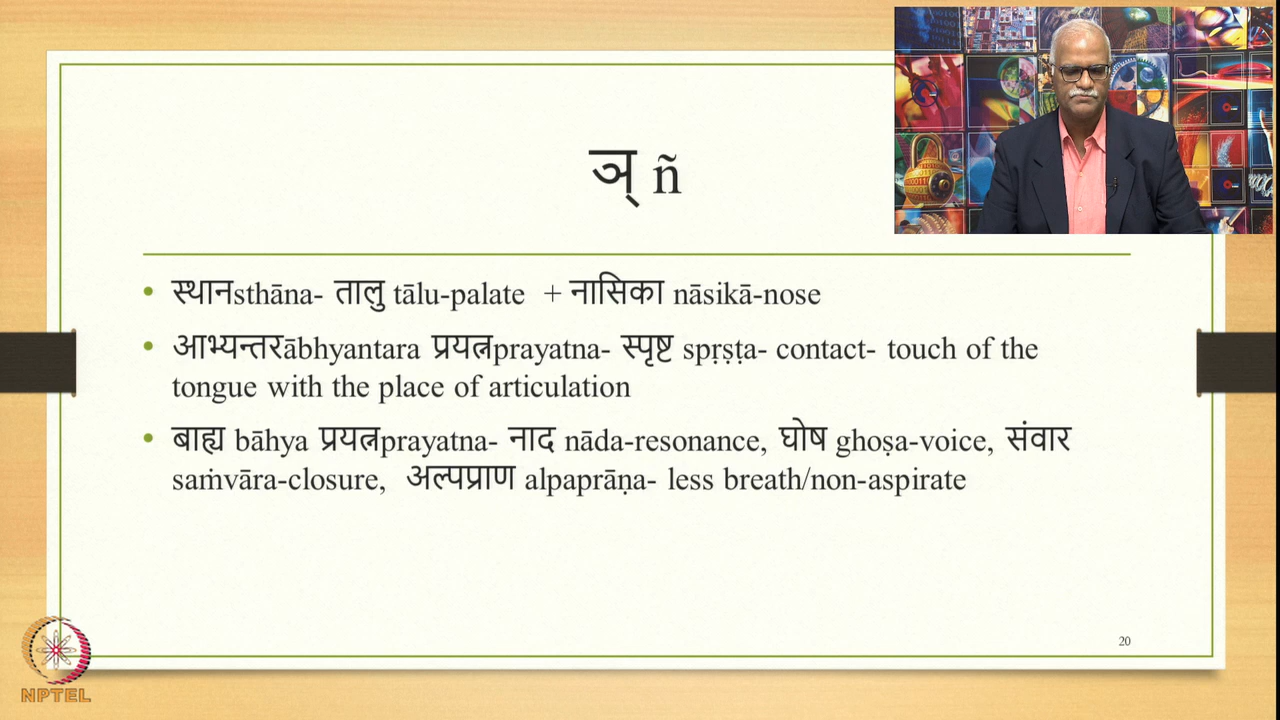 ञ् ñ
• स्थानsthāna- तालु tālu-palate + नासिका nāsikā-nose
• आभ्यन्तरābhyantara प्रयत्नprayatna- स्पृष्ट spṛṣṭa- contact- touch of the
tongue with the place of articulation
• बाह्य bāhya प्रयत्नprayatna- नाद nāda-resonance, घोष ghoṣa-voice, संवार
saṁvāra-closure, अल्पप्राण alpaprāṇa- less breath/non-aspirate
20
NPTEL